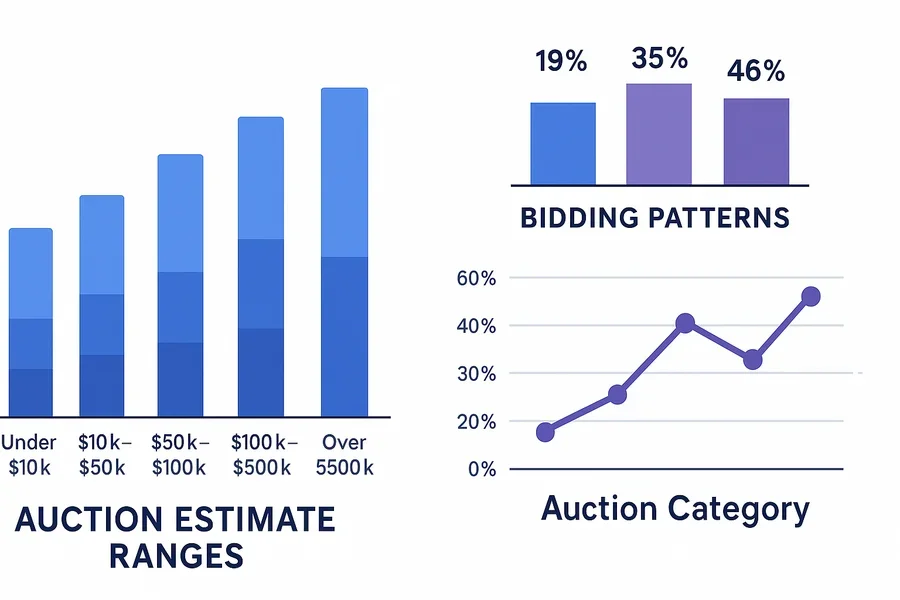 Under $10k
$10k– $50k
$50k– $100k
$100k– $500k
Over 5500k
AUCTION ESTIMATE
RANGES
19%
35%
46%
BIDDING PATTERNS
60%
40%
30%
20%
0%
Auction Category